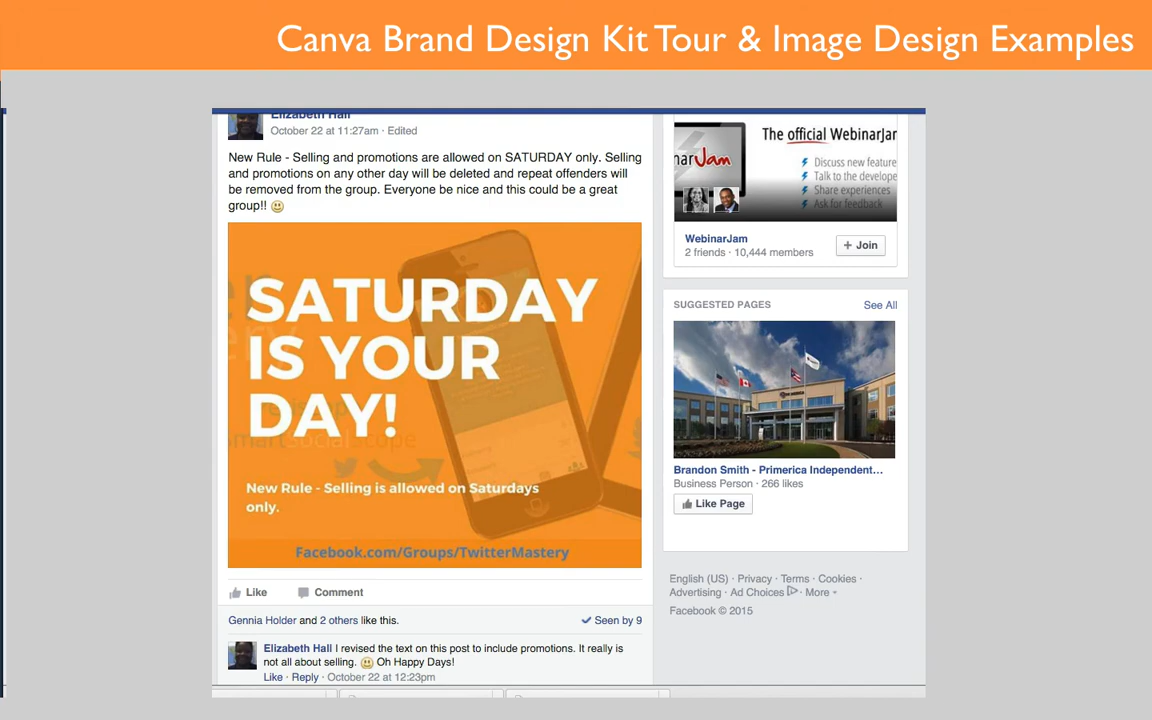 Canva Brand Design Kit Tour & Image Design Examples
Elizabeth Hall
October 22 at 11:27am · Edited
New Rule - Selling and promotions are allowed on SATURDAY only. Selling
and promotions on any other day will be deleted and repeat offenders will
be removed from the group. Everyone be nice and this could be a great
group!!
SATURDAY
IS YOUR
DAY!
New Rule - Selling is allowed on Saturdays
only.
Facebook.com/Groups/TwitterMastery
Like Comment
Gennia Holder and 2 others like this.
Seen by 9
Elizabeth Hall I revised the text on this post to include promotions. It really is
not all about selling. Oh Happy Days!
Like · Reply · October 22 at 12:23pm
narJam
The official WebinarJar
Discuss new feature
Talk to the develope
Share experiences
Ask for feedback
WebinarJam
2 friends · 10,444 members
+ Join
SUGGESTED PAGES
See All
Brandon Smith - Primerica Independent...
Business Person · 266 likes
Like Page
English (US) · Privacy · Terms · Cookies ·
Advertising · Ad Choices · More
Facebook © 2015